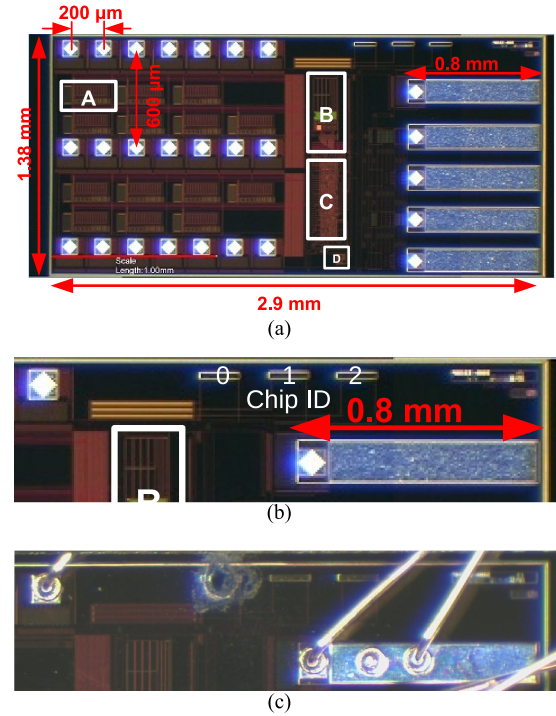 200 µm
A
600 µm
B
0.8 mm
1.38 mm
C
D
Scale
Length:1.00mm
2.9 mm
(a)
0 1 2
Chip ID
0.8 mm
B
(b)
(c)